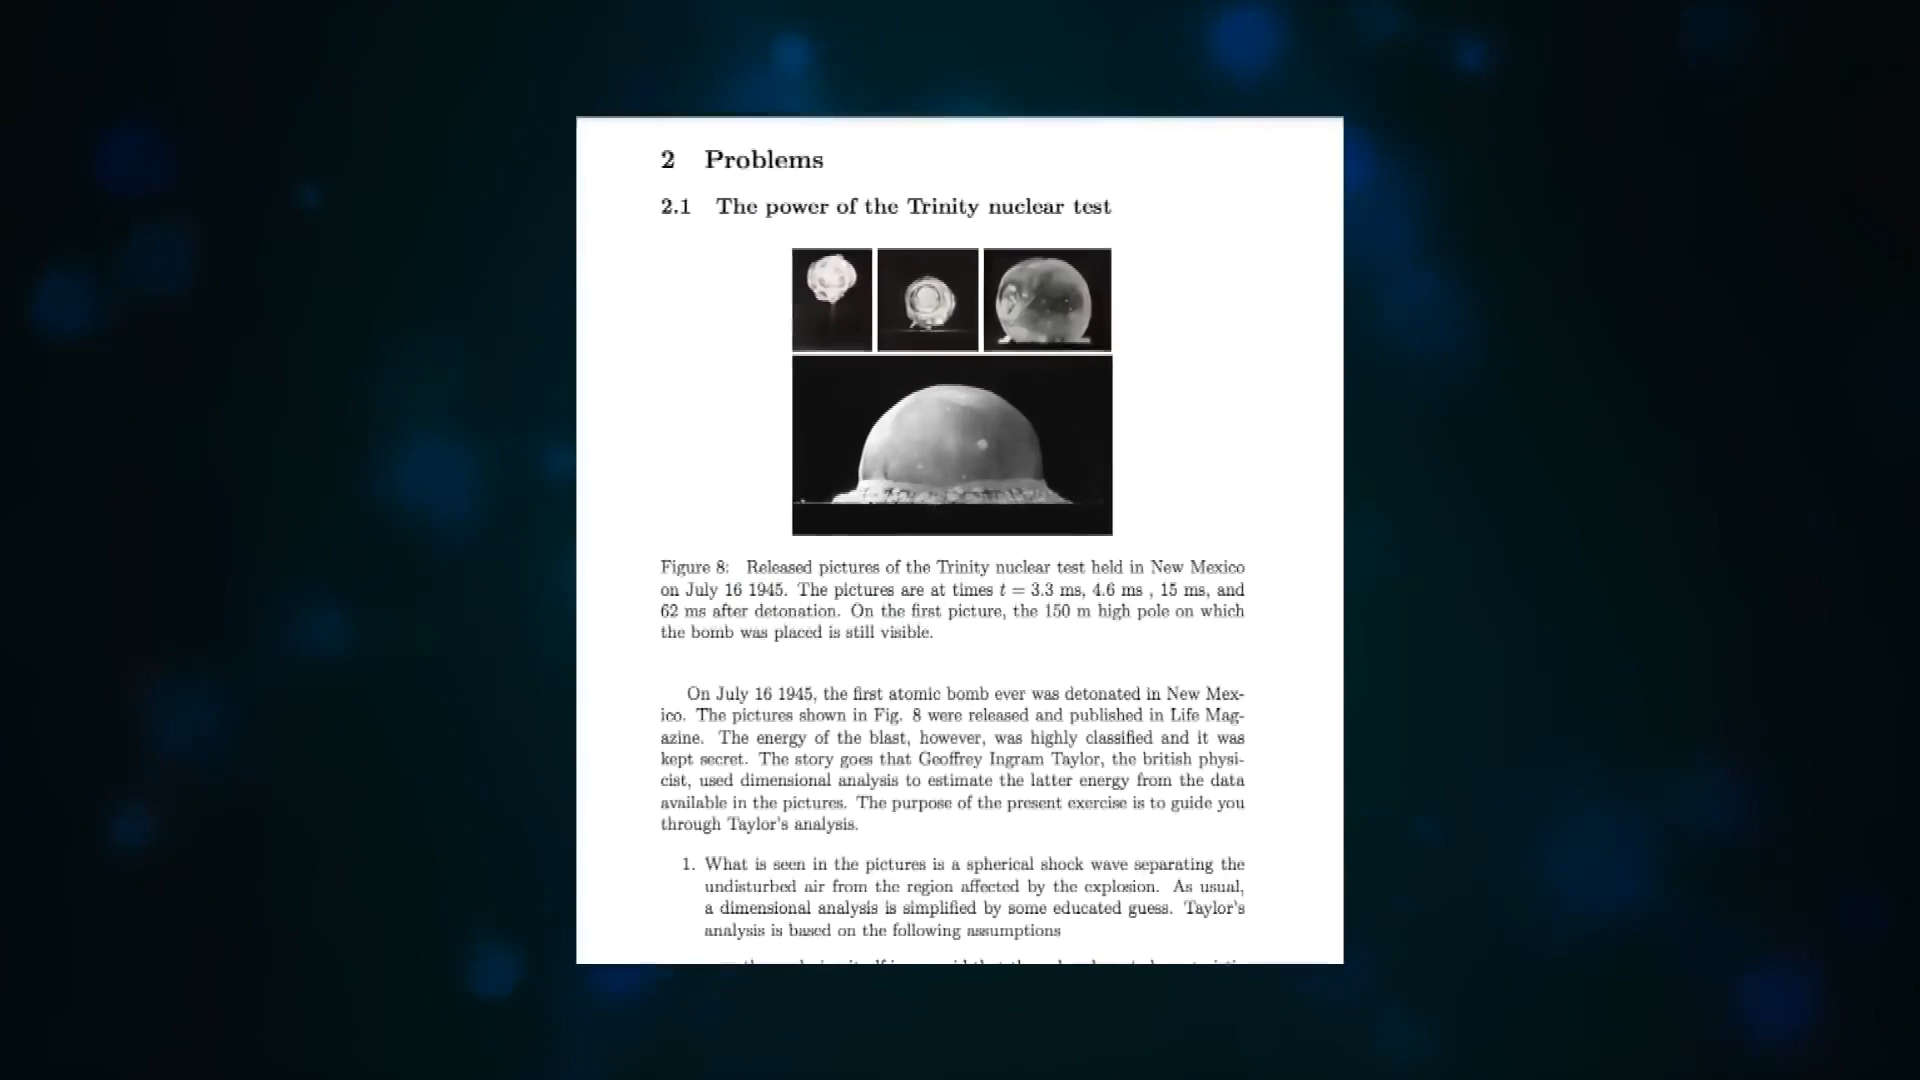 2 Problems
2.1 The power of the Trinity nuclear test
Figure 8: Released pictures of the Trinity nuclear test held in New Mexico
on July 16 1945. The pictures are at times t = 3.3 ms, 4.6 ms , 15 ms, and
62 ms after detonation. On the first picture, the 150 m high pole on which
the bomb was placed is still visible.
On July 16 1945, the first atomic bomb ever was detonated in New Mex-
ico. The pictures shown in Fig. 8 were released and published in Life Mag-
azine. The energy of the blast, however, was highly classified and it was
kept secret. The story goes that Geoffrey Ingram Taylor, the british physi-
cist, used dimensional analysis to estimate the latter energy from the data
available in the pictures. The purpose of the present exercise is to guide you
through Taylor's analysis.
1. What is seen in the pictures is a spherical shock wave separating the
undisturbed air from the region affected by the explosion. As usual,
a dimensional analysis is simplified by some educated guess. Taylor's
analysis is based on the following assumptions